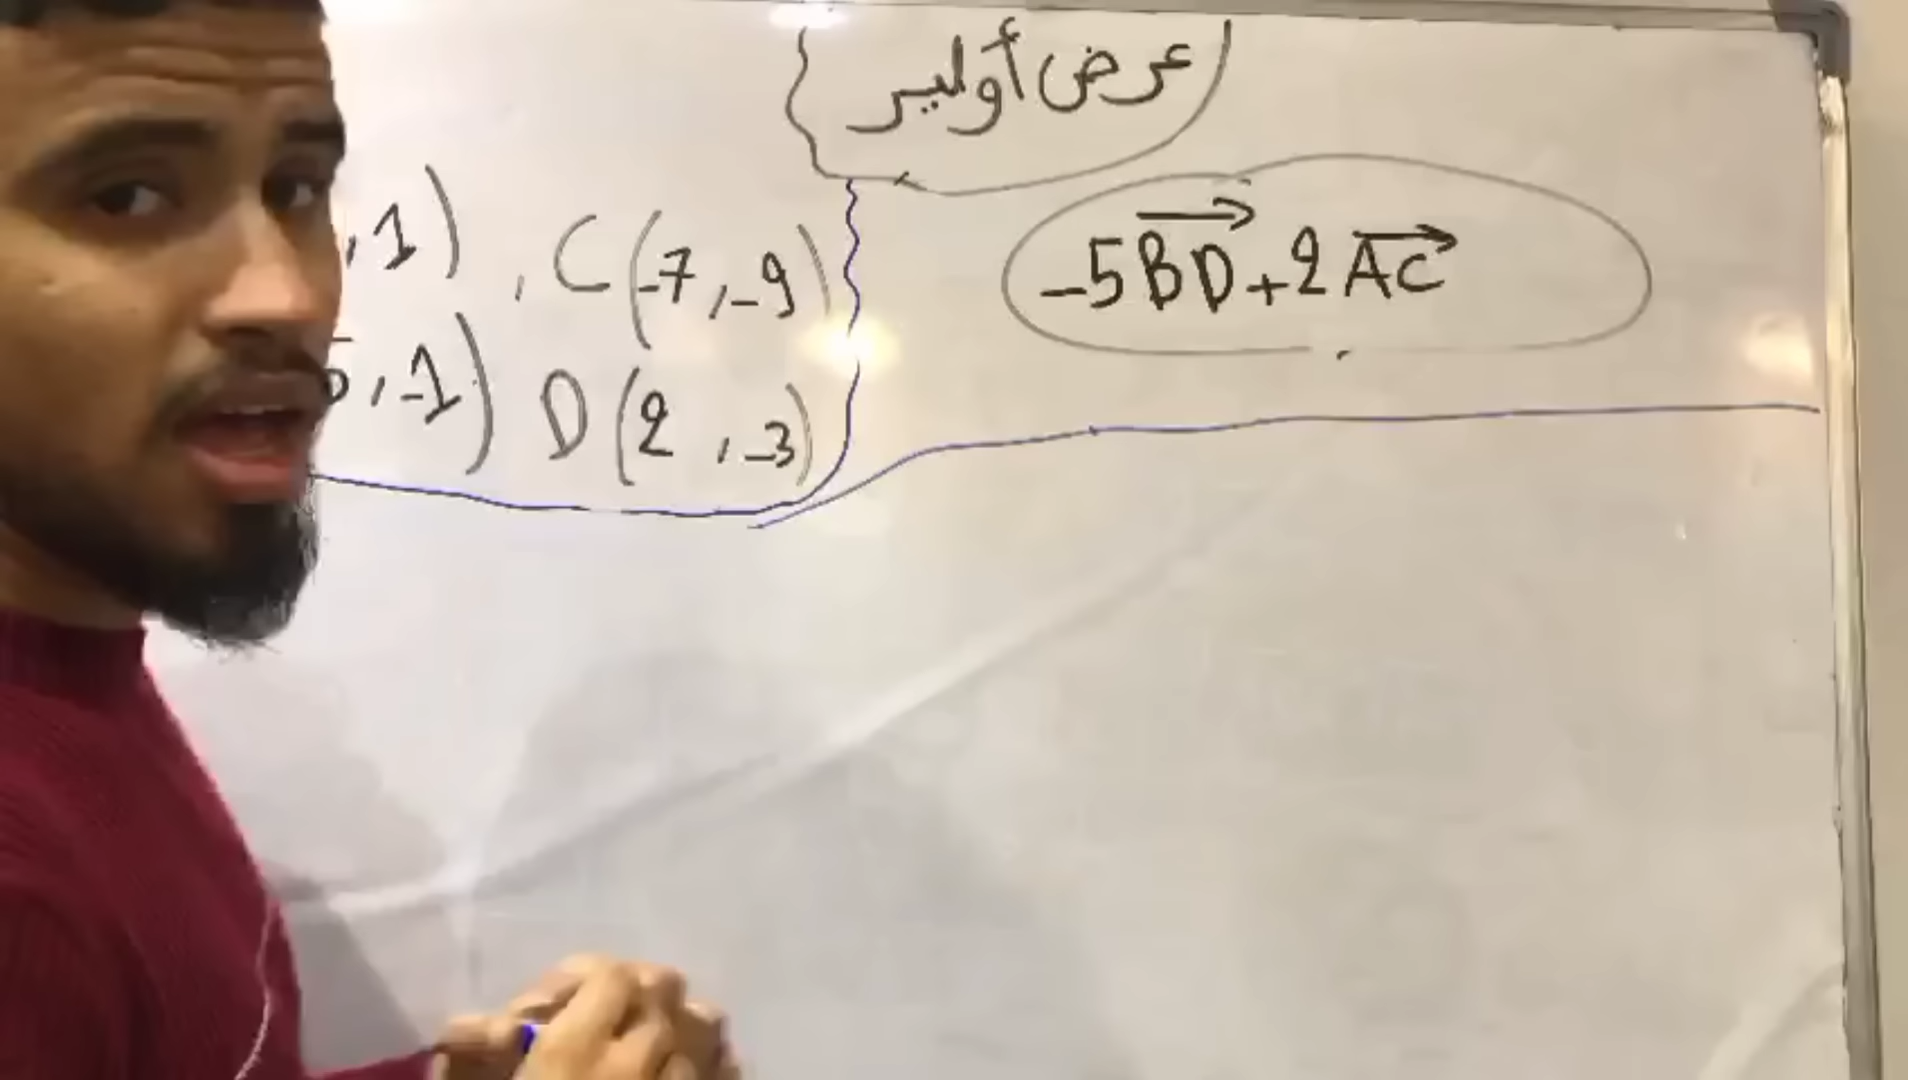 عرض أولير
,1) , C(-7,-9)
-5BD+2AC
,-1) D(2,-3)